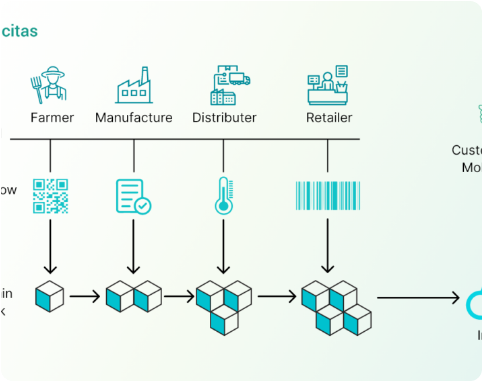 citas
Farmer
Manufacture
Distributer
Retailer
Custo
Mo
ow
in
k